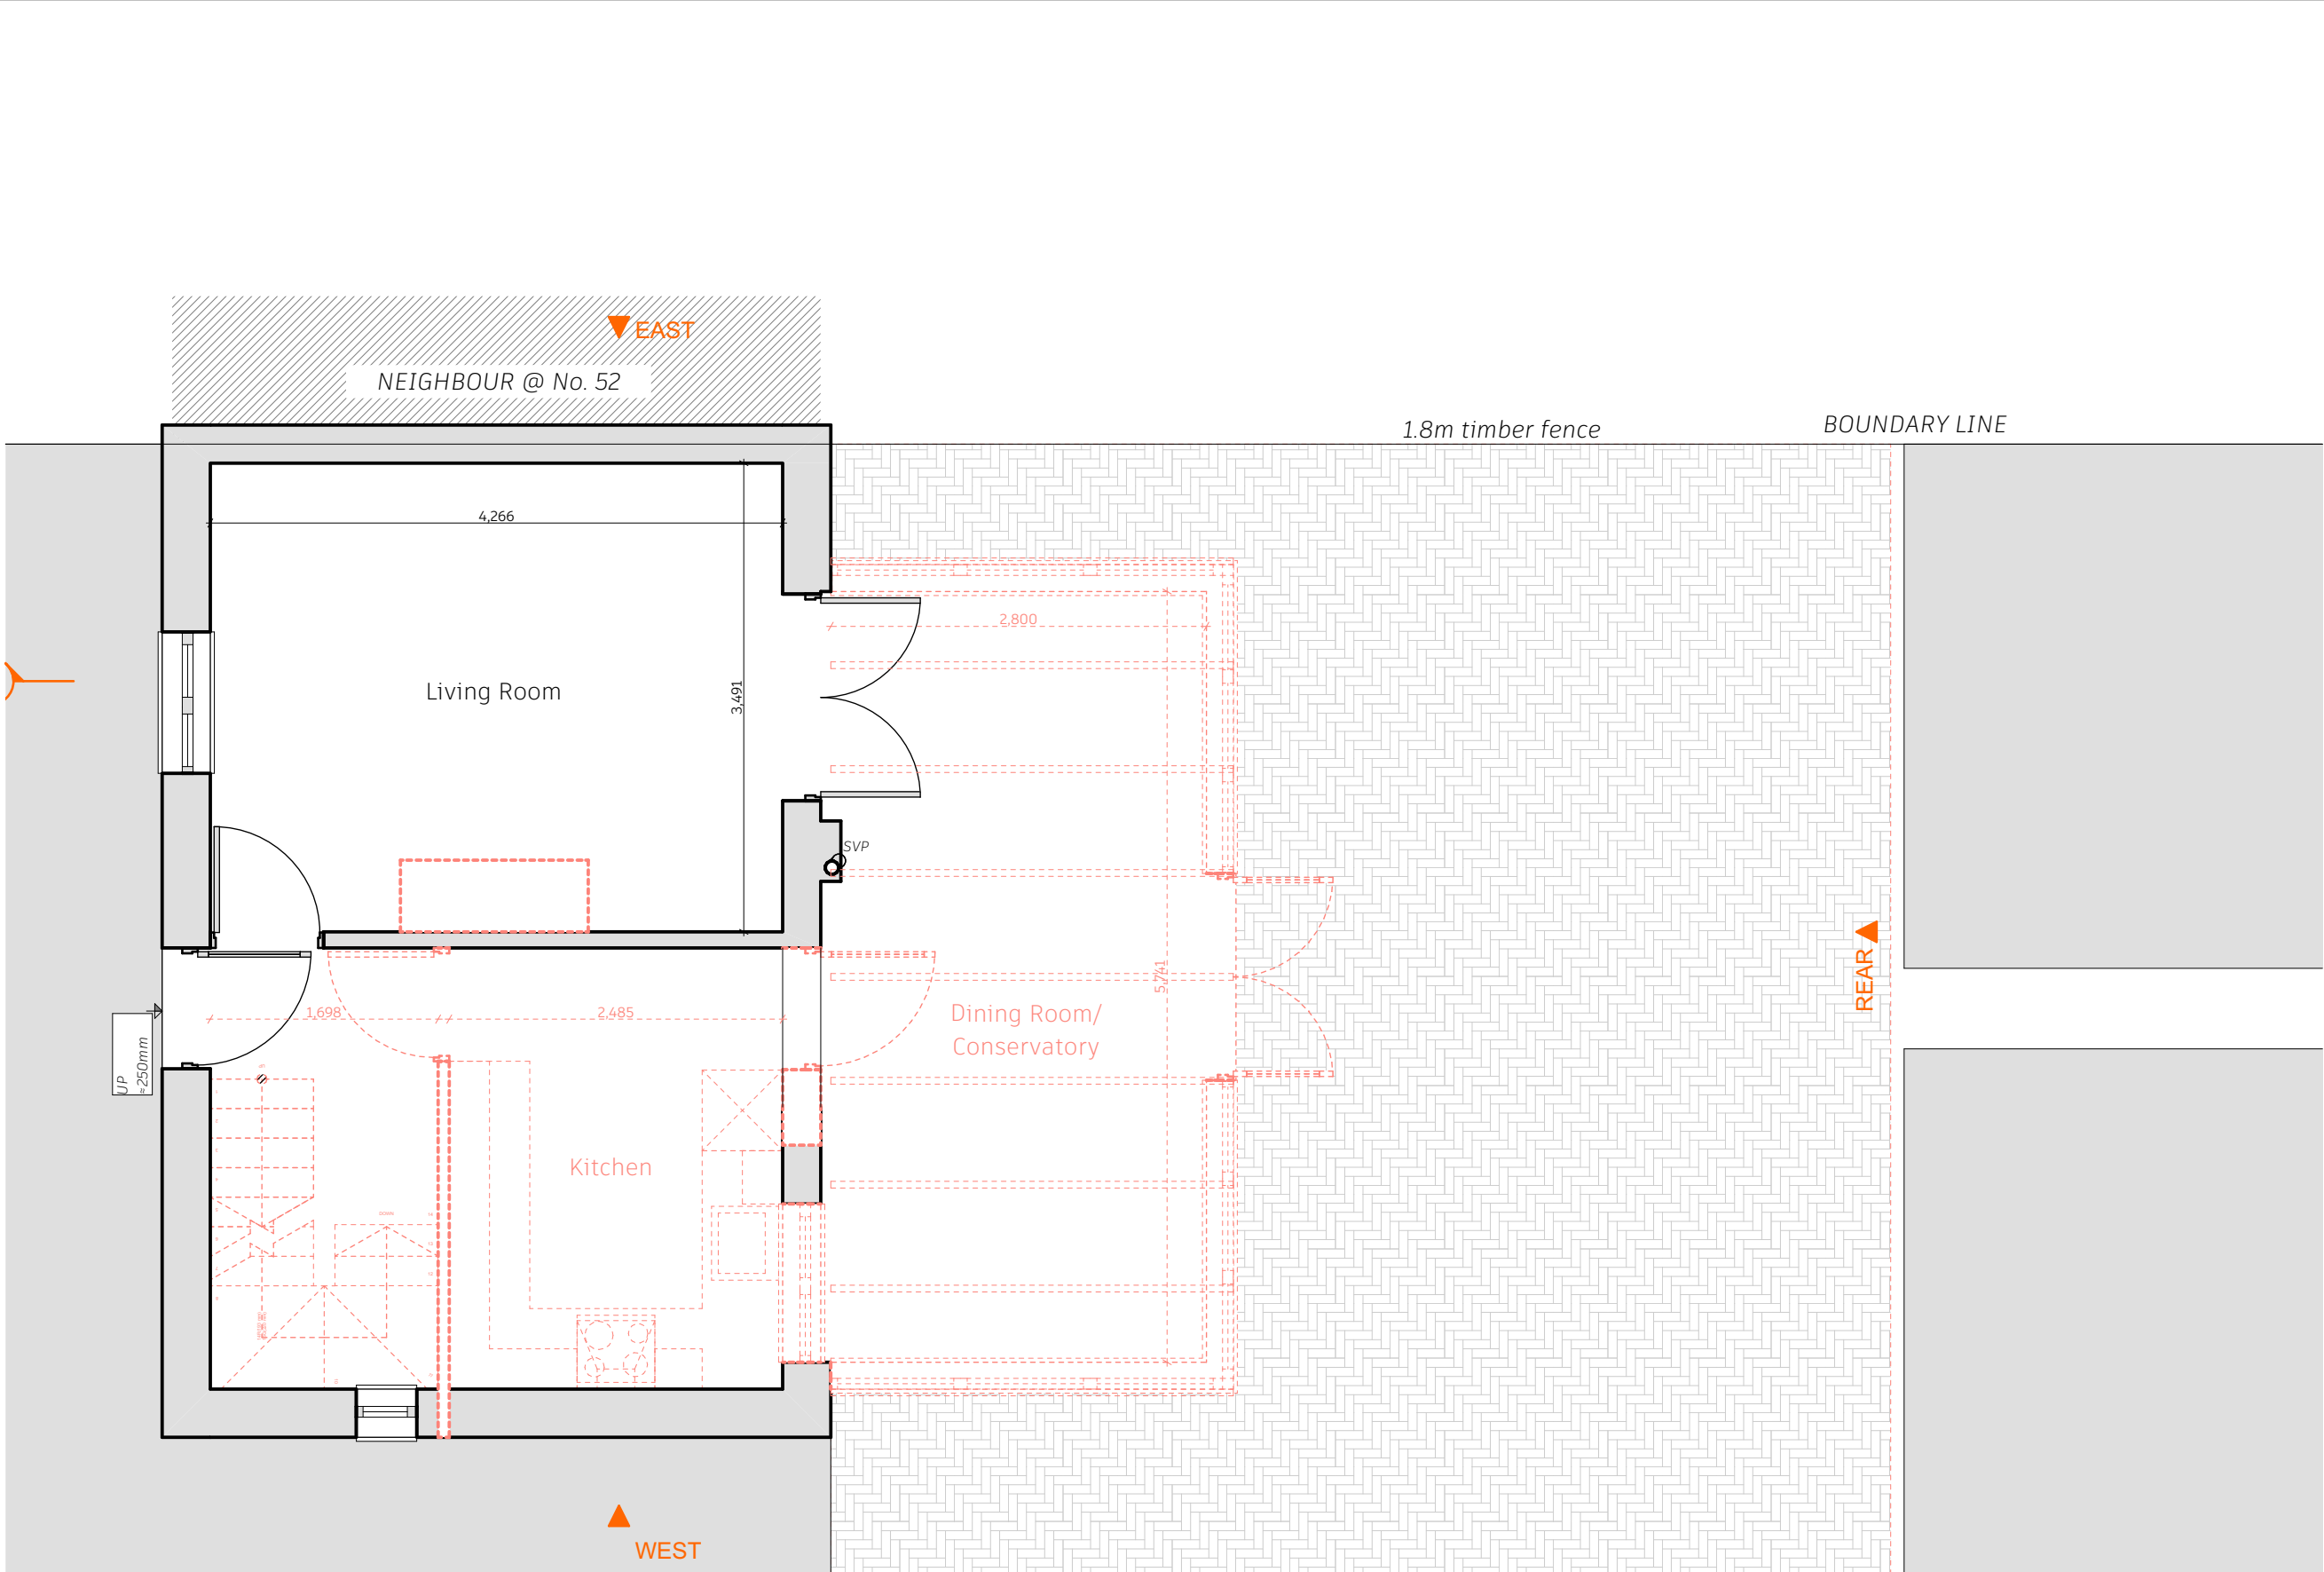 EAST
NEIGHBOUR @ No. 52
1.8m timber fence
BOUNDARY LINE
4,266
2,800
Living Room
3,491
SVP
REAR
5,741
1,698
2,485
Dining Room/
Conservatory
UP
≈250mm
Kitchen
DOWN
WEST